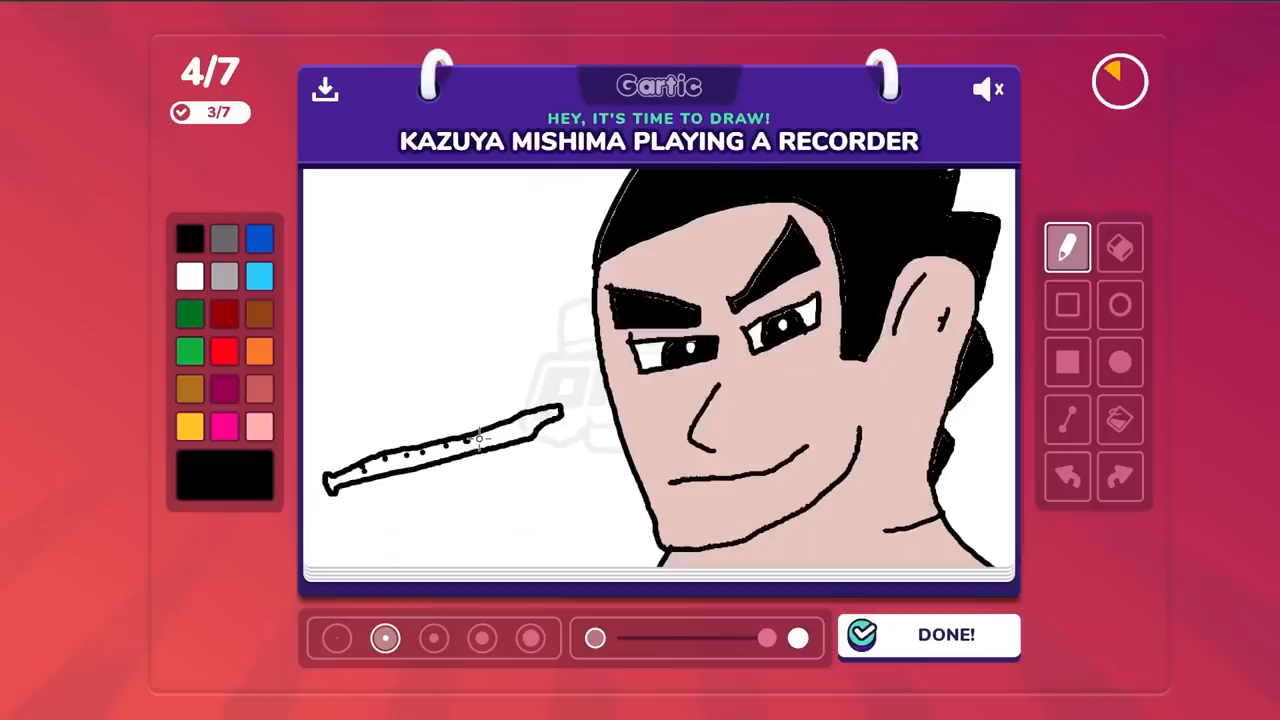 4/7
3/7
Gartic
HEY, IT'S TIME TO DRAW!
KAZUYA MISHIMA PLAYING A RECORDER
DONE!